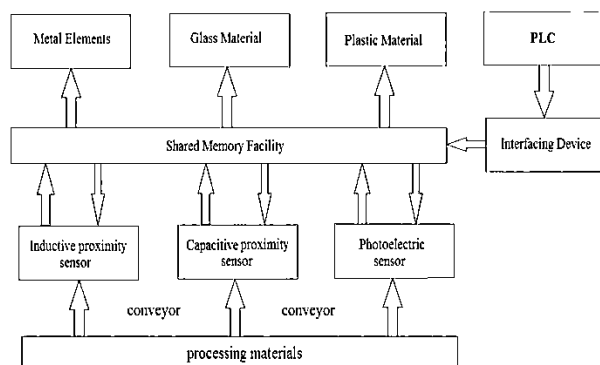 Metal Elements
Glass Material
Plastic Material
PLC
Shared Memory Facility
Interfacing Device
Inductive proximity
sensor
Capacitive proximity
sensor
Photoelectric
sensor
conveyor
conveyor
processing materials